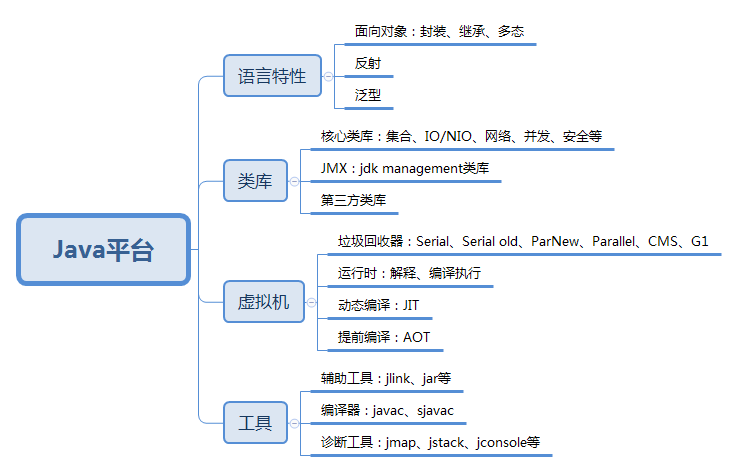 Java平台
语言特性
面向对象：封装、继承、多态
反射
泛型
类库
核心类库：集合、IO/NIO、网络、并发、安全等
JMX：jdk management类库
第三方类库
虚拟机
垃圾回收器：Serial、Serial old、ParNew、Parallel、CMS、G1
运行时：解释、编译执行
动态编译：JIT
提前编译：AOT
工具
辅助工具：jlink、jar等
编译器：javac、sjavac
诊断工具：jmap、jstack、jconsole等